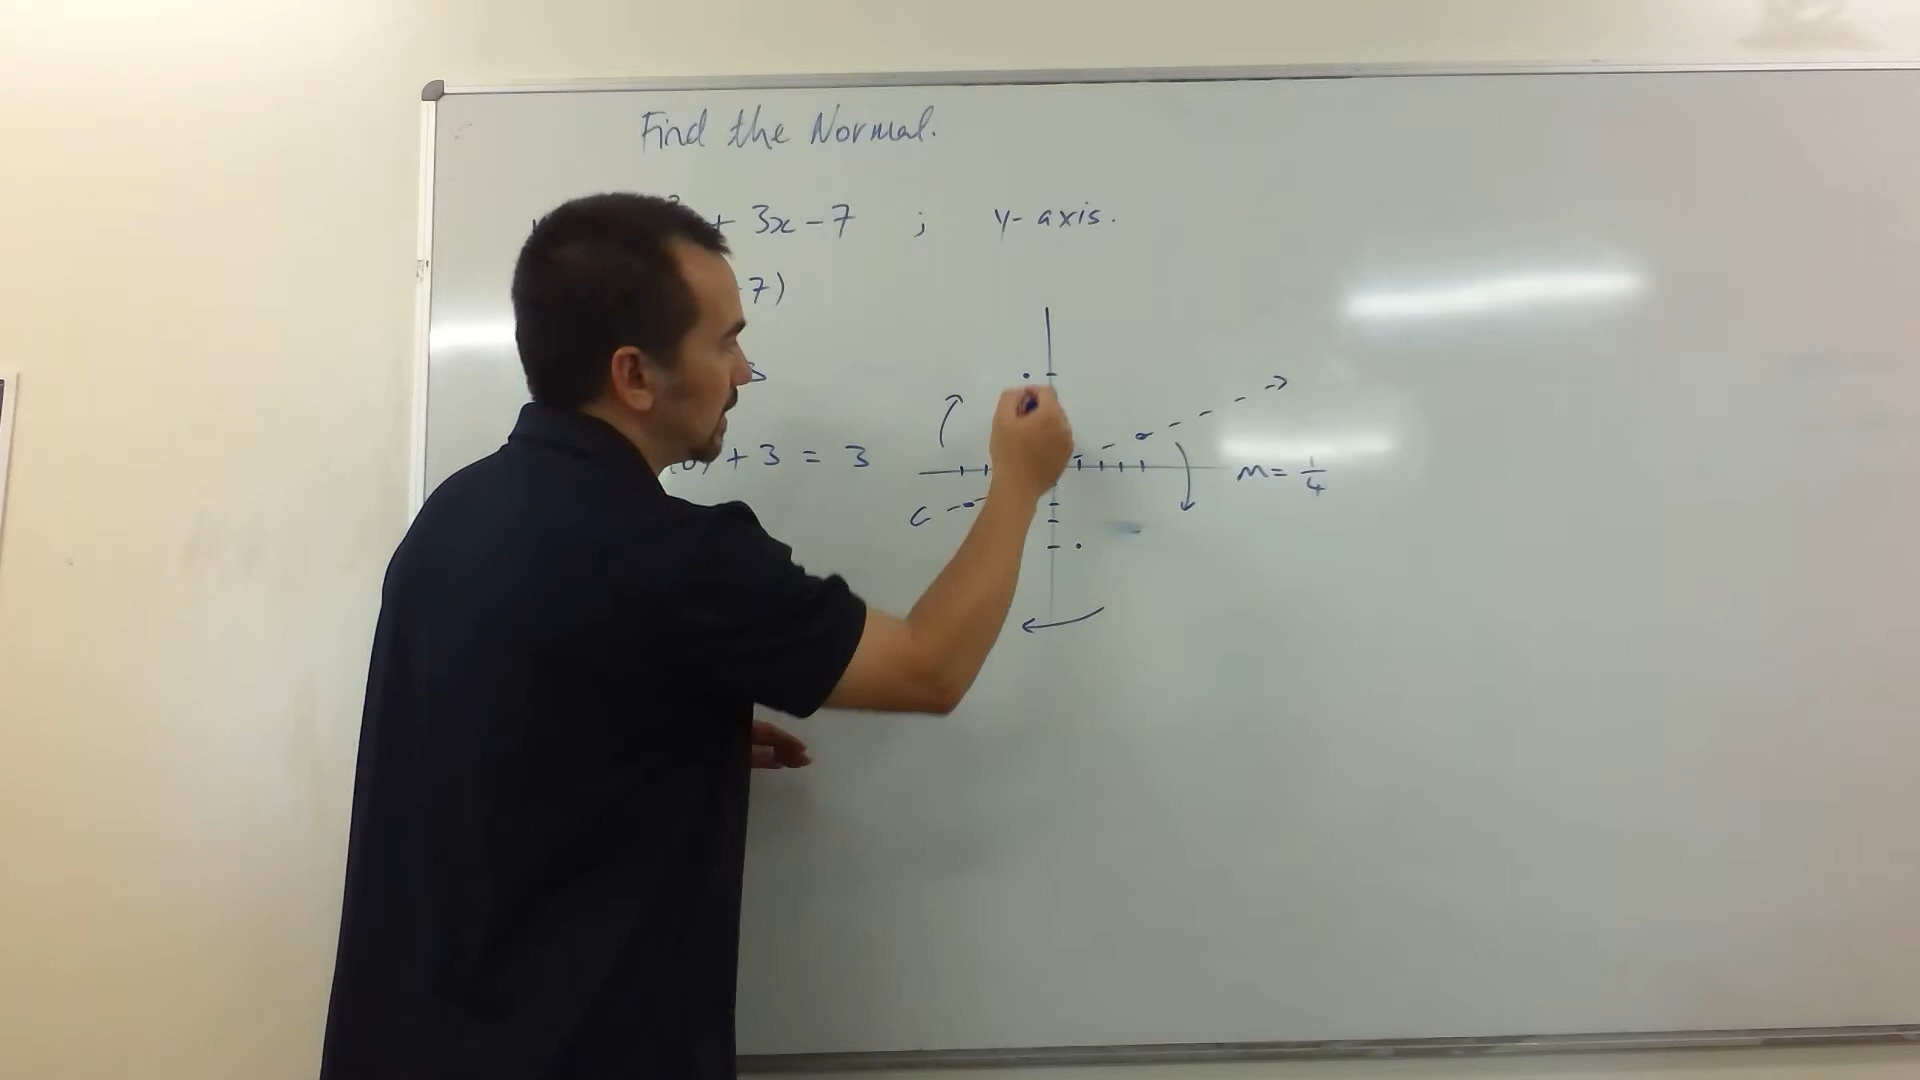 Find the Normal.
+ 3x - 7 ; y-axis.
7)
+ 3 = 3
m = 1/4